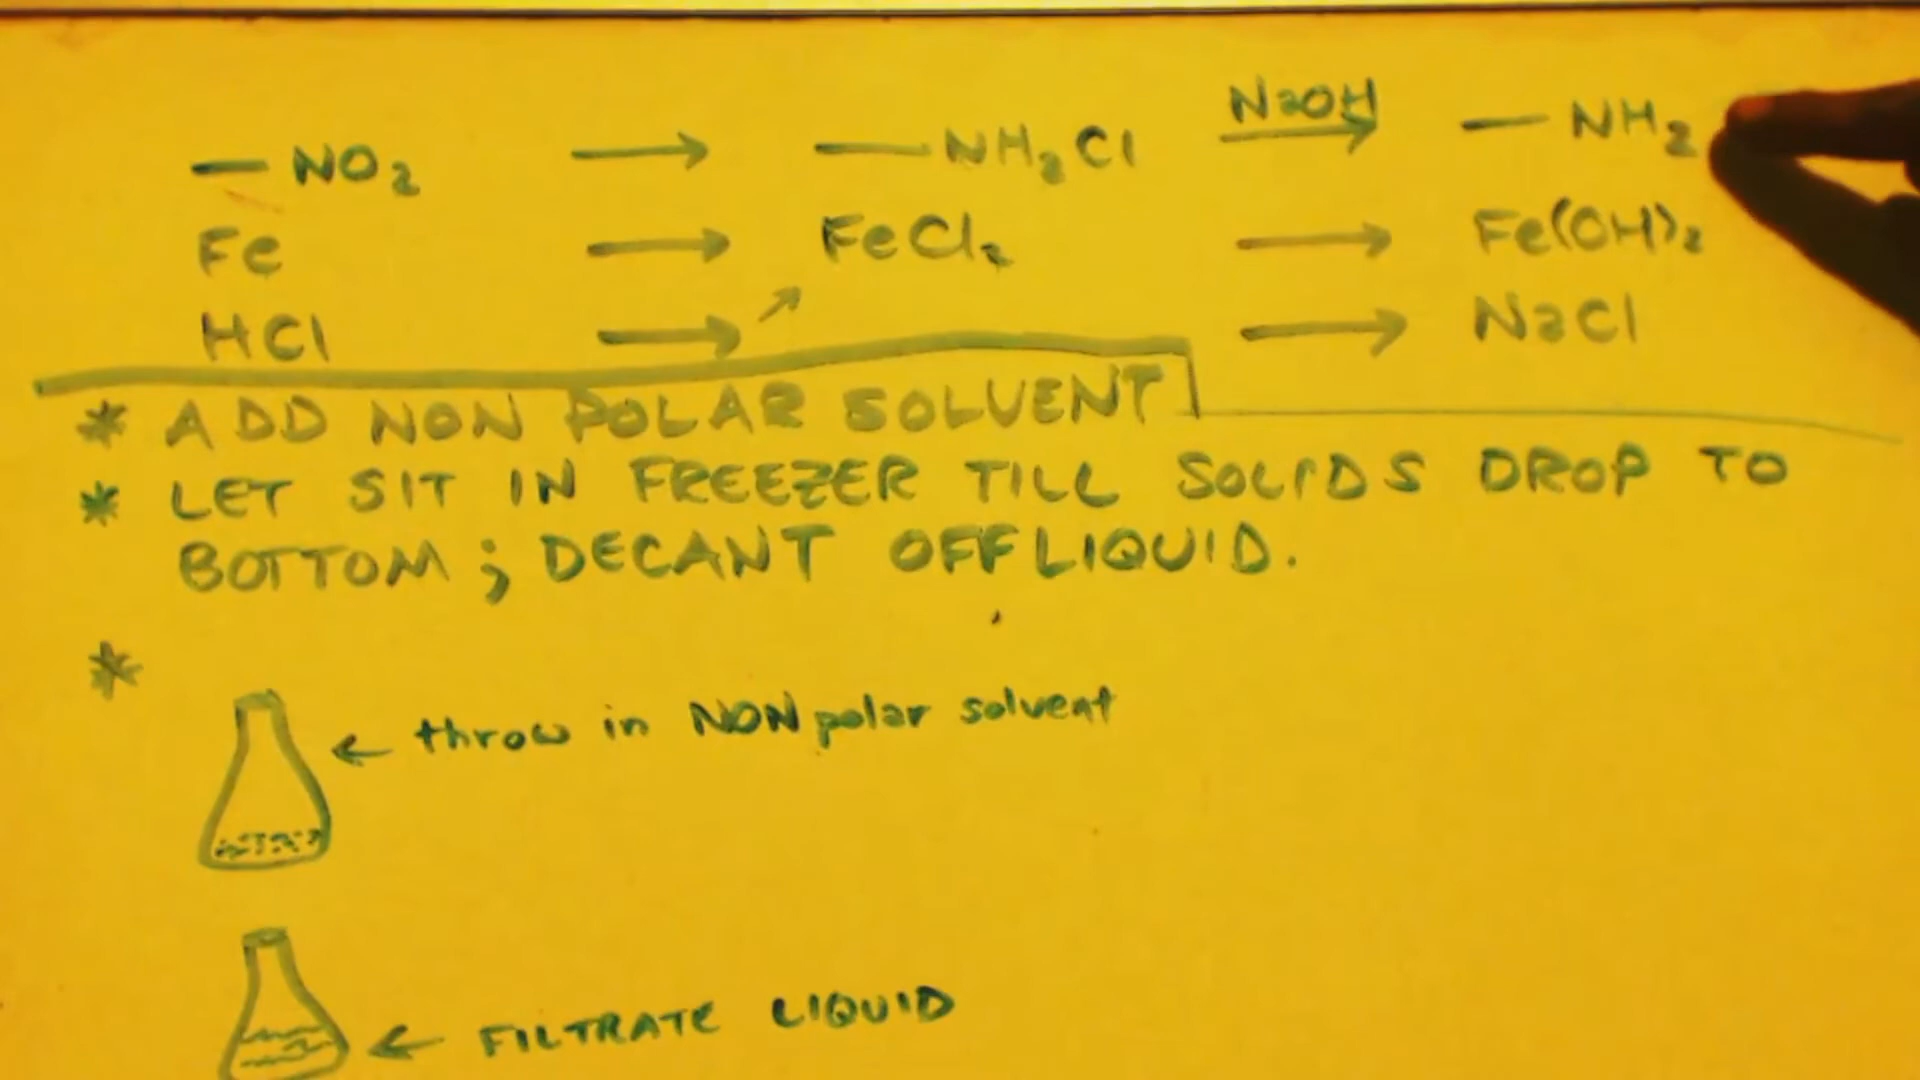 NaOH
—NO2 → —NH2Cl → —NH2
Fe → FeCl2 → Fe(OH)2
HCl → ↗ → NaCl
* ADD NON POLAR SOLVENT
* LET SIT IN FREEZER TILL SOLIDS DROP TO
BOTTOM; DECANT OFF LIQUID.
*
← throw in NON polar solvent
← FILTRATE LIQUID